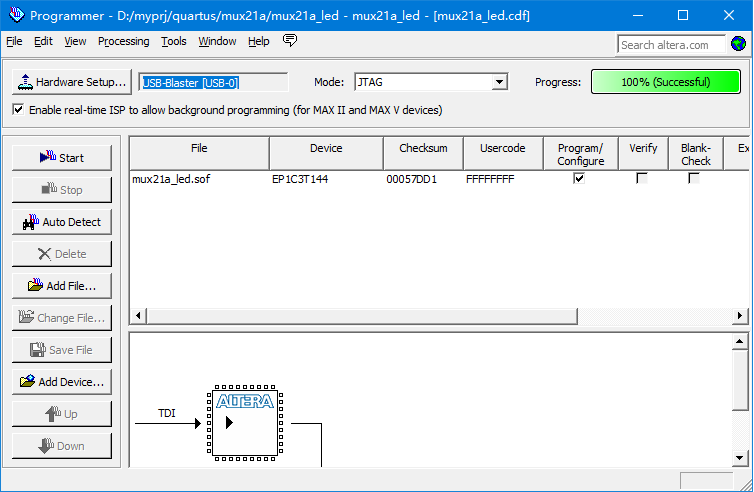 Programmer - D:/myprj/quartus/mux21a/mux21a_led - mux21a_led - [mux21a_led.cdf]
File Edit View Processing Tools Window Help
Search altera.com
Hardware Setup... USB-Blaster [USB-0] Mode: JTAG Progress: 100% (Successful)
Enable real-time ISP to allow background programming (for MAX II and MAX V devices)
Start
Stop
Auto Detect
Delete
Add File...
Change File...
Save File
Add Device...
Up
Down
File Device Checksum Usercode Program/ Verify Blank- Ex
Configure Check
mux21a_led.sof EP1C3T144 00057DD1 FFFFFFFF
ALTERA
TDI